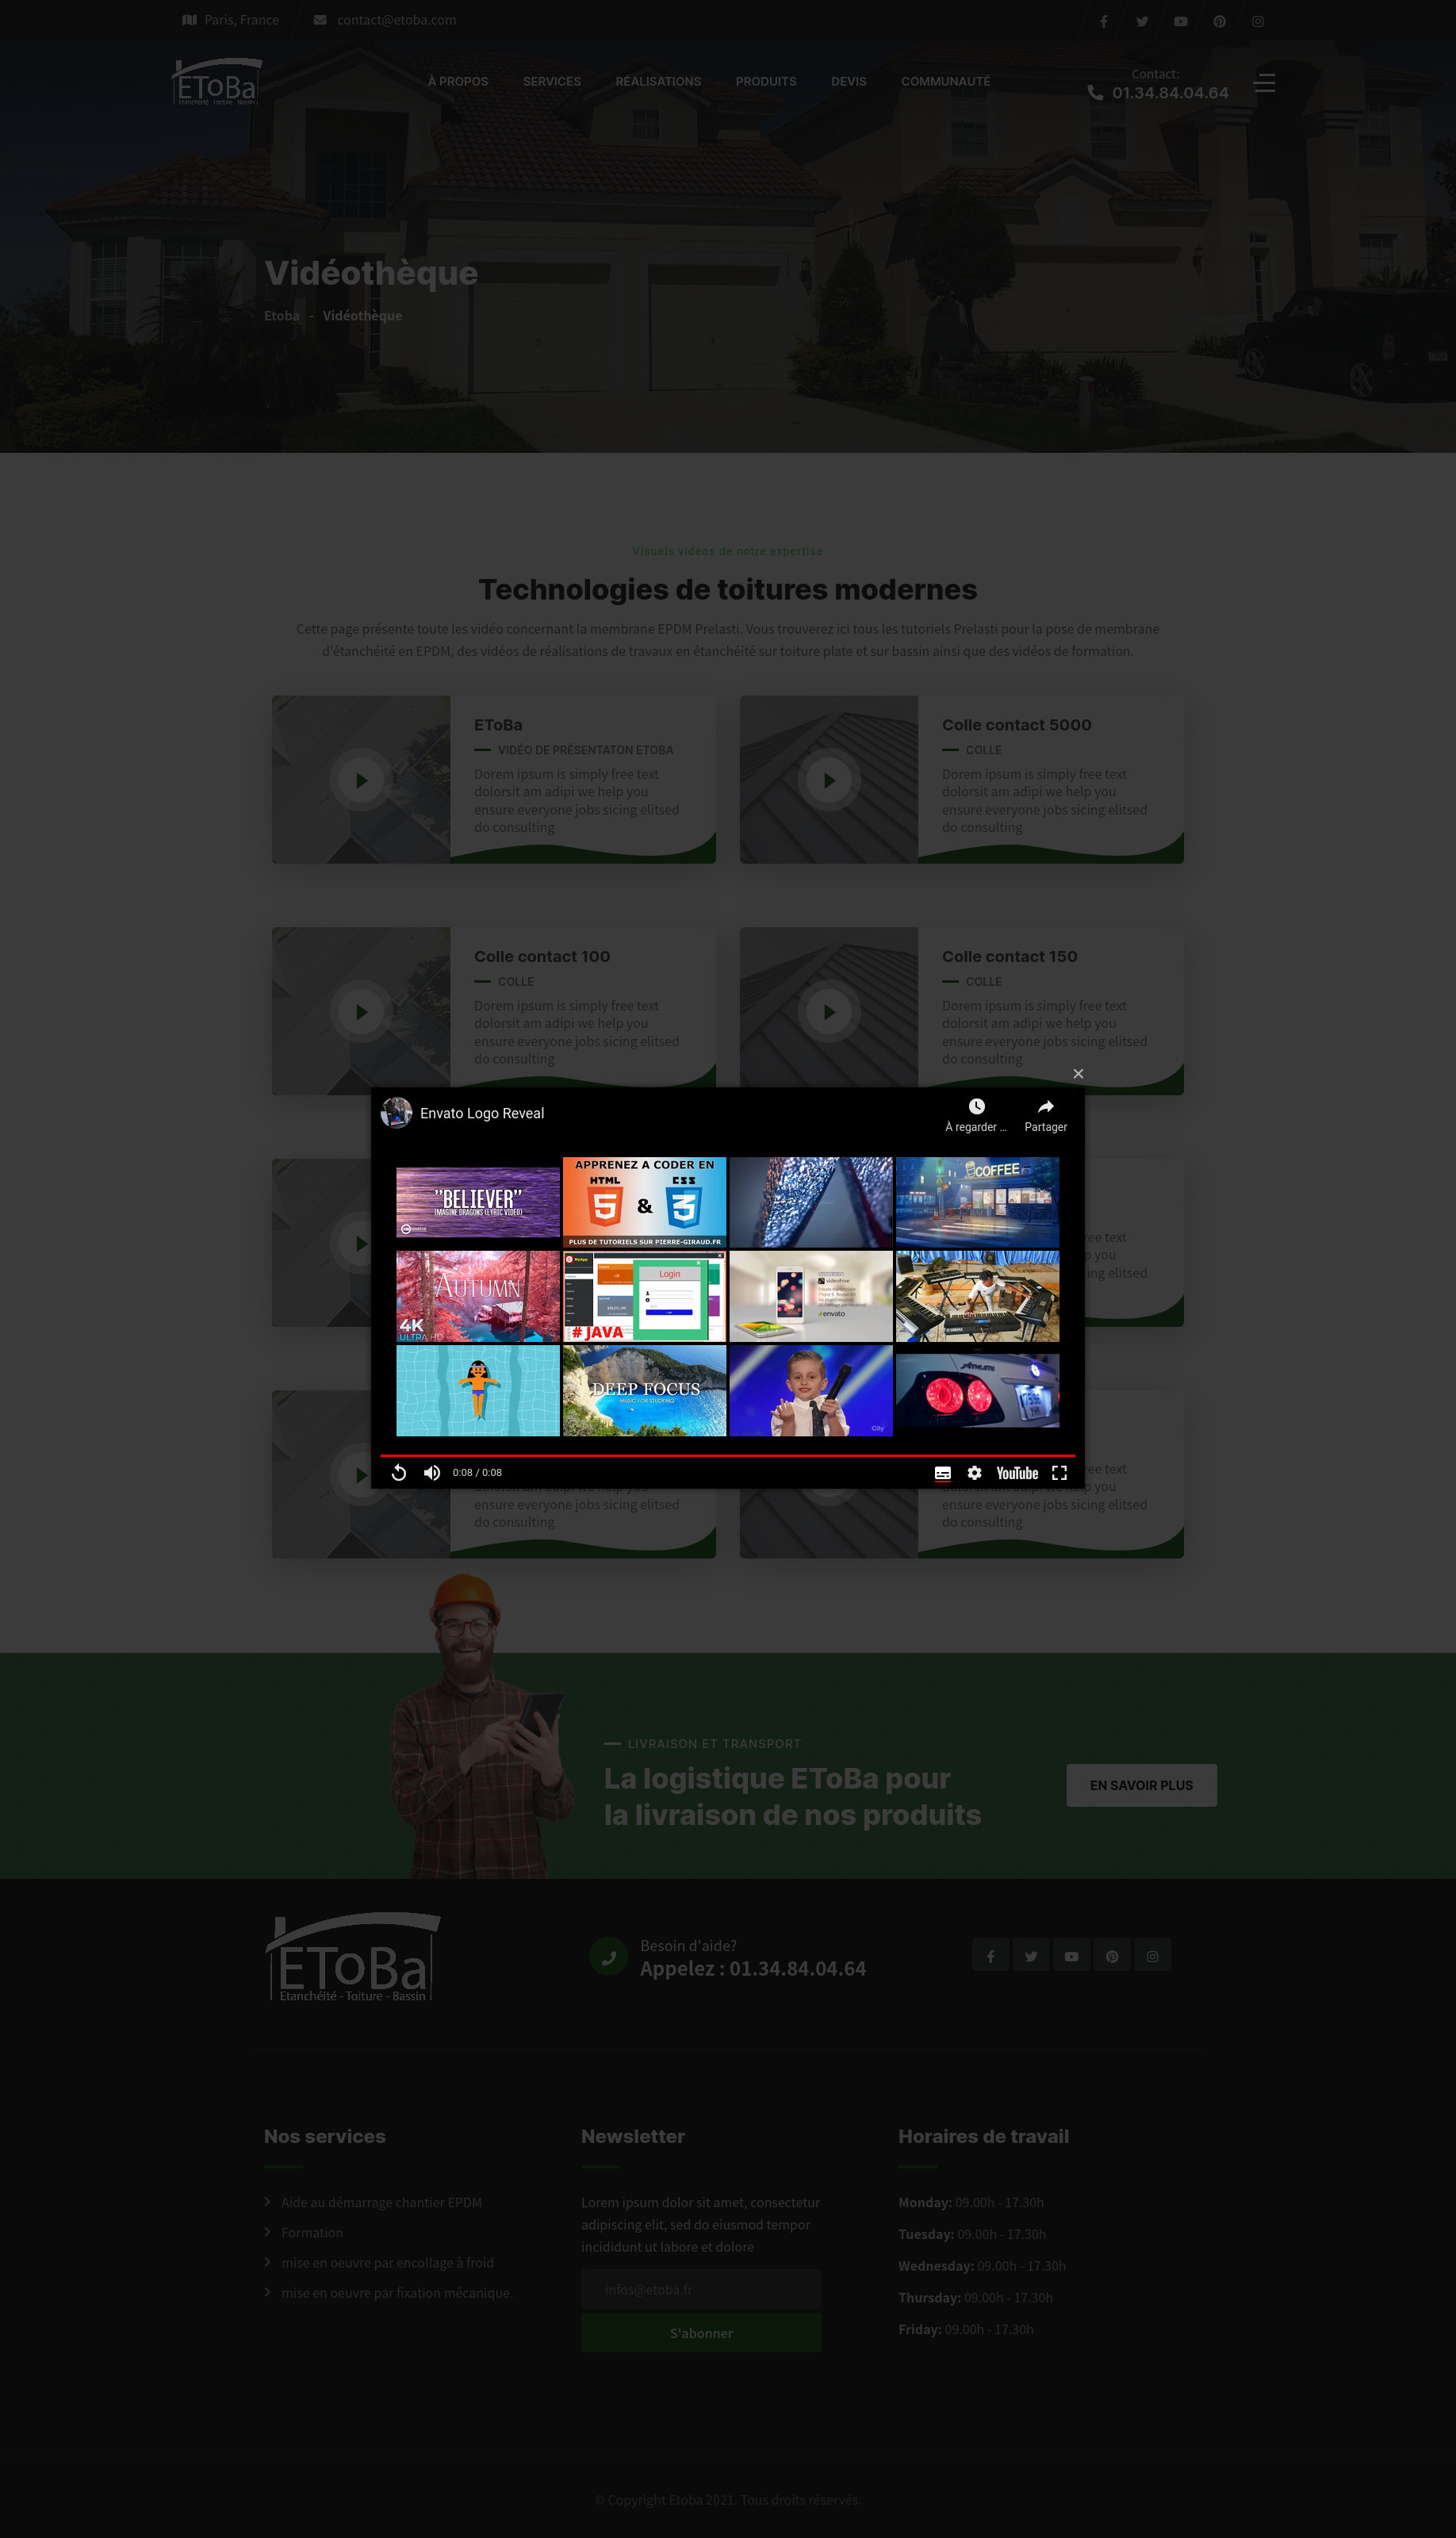 Paris, France
contact@etoba.com
EToBa
Etanchéité Toiture Bassin
À PROPOS
SERVICES
RÉALISATIONS
PRODUITS
DEVIS
COMMUNAUTÉ
Contact:
01.34.84.04.64
Vidéothèque
Etoba - Vidéothèque
Visuels vidéos de notre expertise
Technologies de toitures modernes
Cette page présente toute les vidéo concernant la membrane EPDM Prelasti. Vous trouverez ici tous les tutoriels Prelasti pour la pose de membrane
d'étanchéité en EPDM, des vidéos de réalisations de travaux en étanchéité sur toiture plate et sur bassin ainsi que des vidéos de formation.
EToBa
VIDÉO DE PRÉSENTATON ETOBA
Dorem ipsum is simply free text
dolorsit am adipi we help you
ensure everyone jobs sicing elitsed
do consulting
Colle contact 5000
COLLE
Dorem ipsum is simply free text
dolorsit am adipi we help you
ensure everyone jobs sicing elitsed
do consulting
Colle contact 100
COLLE
Dorem ipsum is simply free text
dolorsit am adipi we help you
ensure everyone jobs sicing elitsed
do consulting
Colle contact 150
COLLE
Dorem ipsum is simply free text
dolorsit am adipi we help you
ensure everyone jobs sicing elitsed
do consulting
Envato Logo Reveal
À regarder ...
Partager
"BELIEVER"
IMAGINE DRAGONS (LYRIC VIDEO)
APPRENEZ A CODER EN
HTML
CSS
5 & 3
PLUS DE TUTORIELS SUR PIERRE-GIRAUD.FR
COFFEE
AUTUMN
4K
ULTRA HD
Login
# JAVA
videohive
envato
YAMAHA
DEEP FOCUS
MUSIC FOR STUDYING
City
0:08 / 0:08
YouTube
ee text
p you
ing elitsed
ee text
p you
ensure everyone jobs sicing elitsed
do consulting
ensure everyone jobs sicing elitsed
do consulting
LIVRAISON ET TRANSPORT
La logistique EToBa pour
la livraison de nos produits
EN SAVOIR PLUS
EToBa
Etanchéité - Toiture - Bassin
Besoin d'aide?
Appelez : 01.34.84.04.64
Nos services
Aide au démarrage chantier EPDM
Formation
mise en oeuvre par encollage à froid
mise en oeuvre par fixation mécanique.
Newsletter
Lorem ipsum dolor sit amet, consectetur
adipiscing elit, sed do eiusmod tempor
incididunt ut labore et dolore
infos@etoba.fr
S'abonner
Horaires de travail
Monday: 09.00h - 17.30h
Tuesday: 09.00h - 17.30h
Wednesday: 09.00h - 17.30h
Thursday: 09.00h - 17.30h
Friday: 09.00h - 17.30h
© Copyright Etoba 2021. Tous droits réservés.